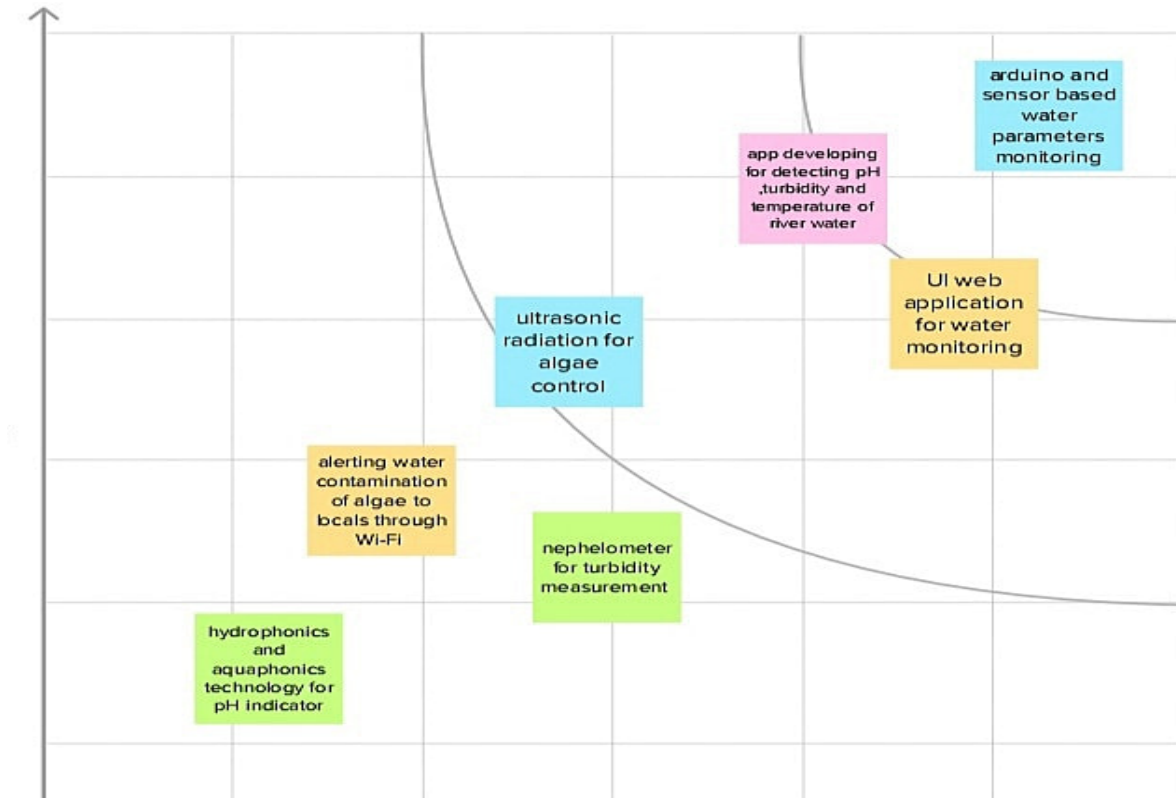 arduino and
sensor based
water
parameters
monitoring
app developing
for detecting pH
,turbidity and
temperature of
river water
UI web
application
for water
monitoring
ultrasonic
radiation for
algae
control
alerting water
contamination
of algae to
locals through
Wi-Fi
nephelometer
for turbidity
measurement
hydrophonics
and
aquaphonics
technology for
pH indicator